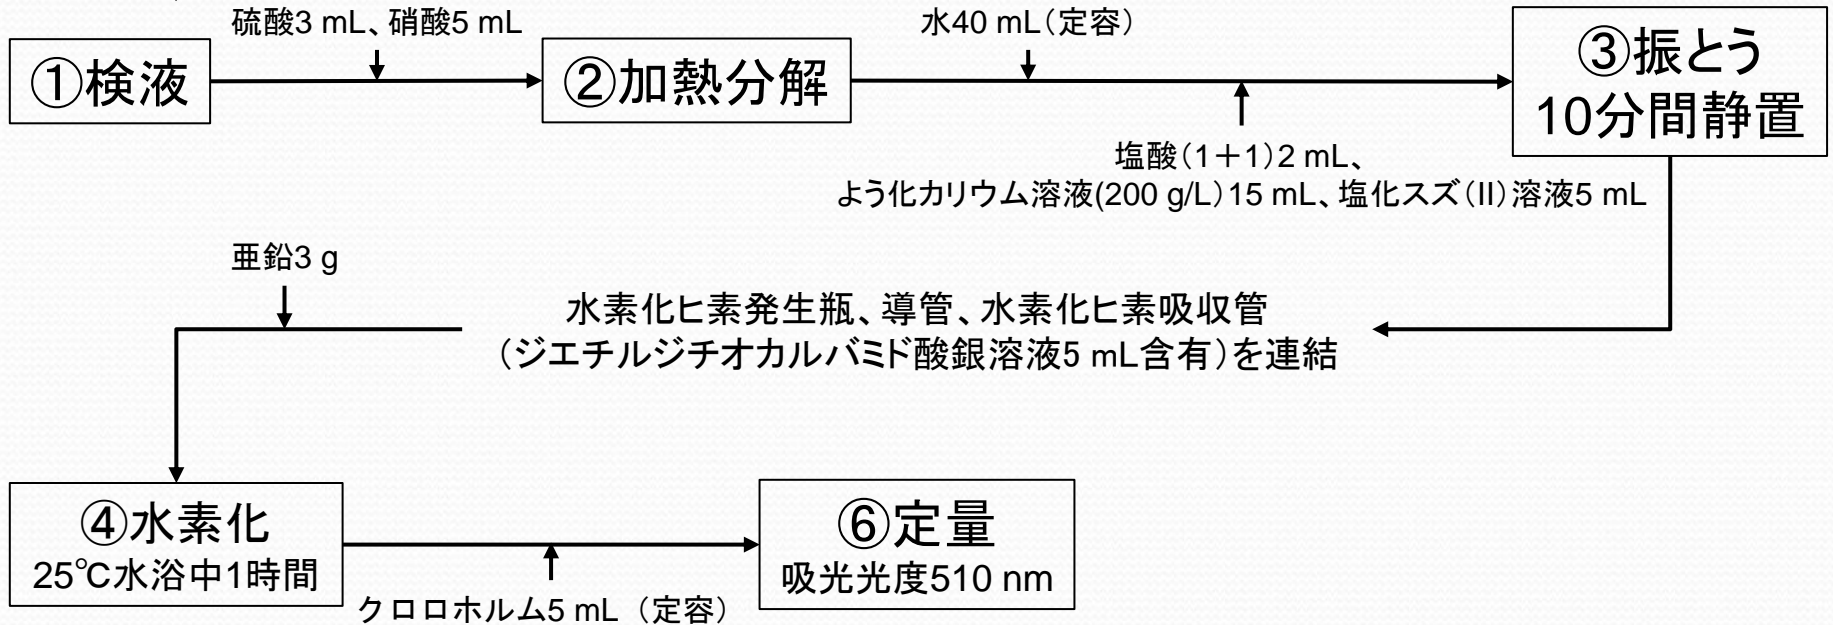 硫酸3 mL、硝酸5 mL
水40 mL（定容）
①検液
②加熱分解
③振とう
10分間静置
塩酸（1＋1）2 mL、
よう化カリウム溶液(200 g/L）15 mL、塩化スズ（II）溶液5 mL
亜鉛3 g
水素化ヒ素発生瓶、導管、水素化ヒ素吸収管
（ジエチルジチオカルバミド酸銀溶液5 mL含有）を連結
④水素化
25℃水浴中1時間
⑥定量
吸光光度510 nm
クロロホルム5 mL（定容）